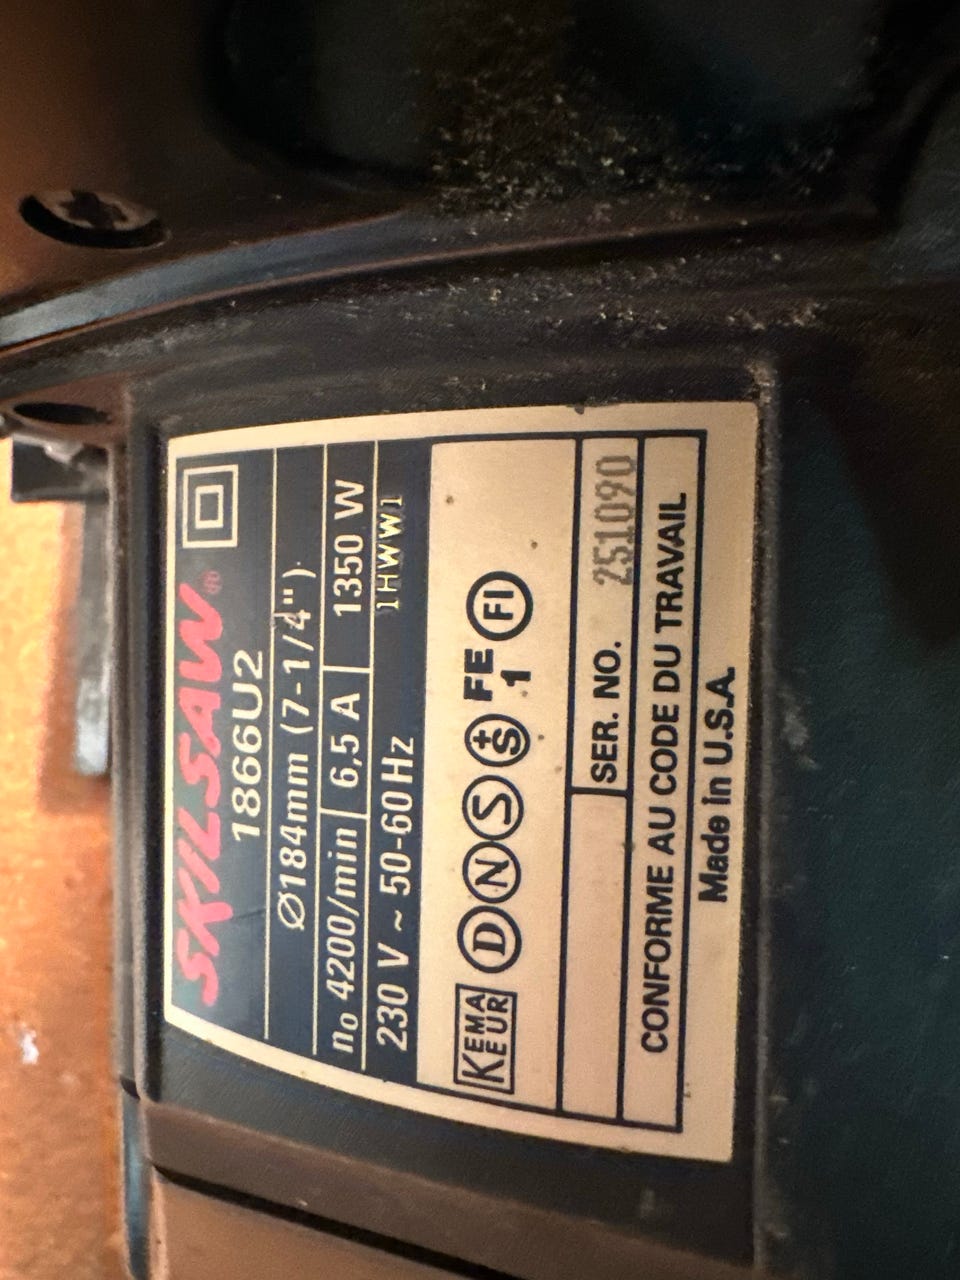 SKILSAW®
1866U2
Ø184mm (7-1/4")
no 4200/min 6,5 A 1350 W
230 V ~ 50-60 Hz 1HWW1
KEMA KEUR D N S +S FE 1 FI
SER. NO. 251090
CONFORME AU CODE DU TRAVAIL
Made in U.S.A.